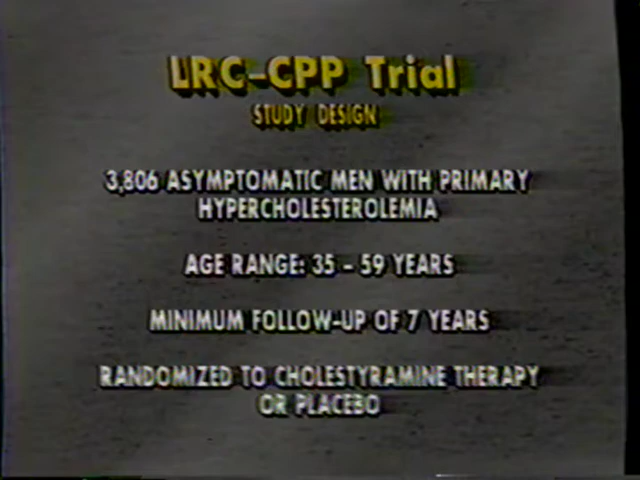 LRC-CPP Trial
STUDY DESIGN
3,806 ASYMPTOMATIC MEN WITH PRIMARY
HYPERCHOLESTEROLEMIA
AGE RANGE: 35 - 59 YEARS
MINIMUM FOLLOW-UP OF 7 YEARS
RANDOMIZED TO CHOLESTYRAMINE THERAPY
OR PLACEBO